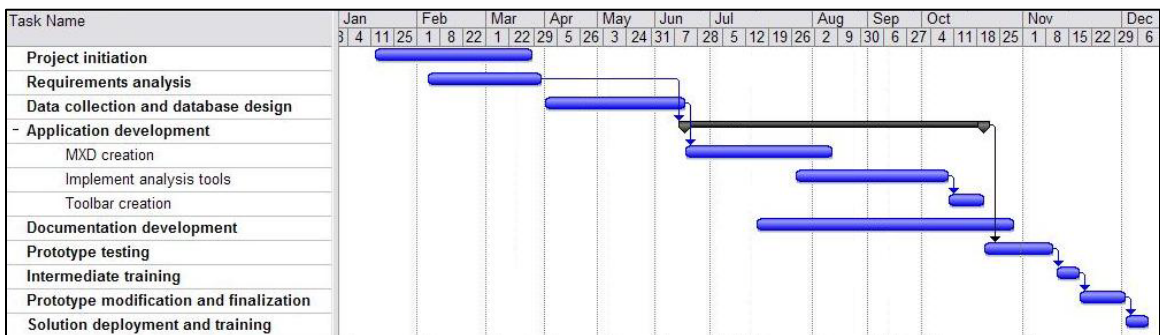 Task Name Jan Feb Mar Apr May Jun Jul Aug Sep Oct Nov Dec
3 4 11 25 1 8 22 1 22 29 5 26 3 24 31 7 28 5 12 19 26 2 9 30 6 27 4 11 18 25 1 8 15 22 29 6
Project initiation
Requirements analysis
Data collection and database design
- Application development
MXD creation
Implement analysis tools
Toolbar creation
Documentation development
Prototype testing
Intermediate training
Prototype modification and finalization
Solution deployment and training